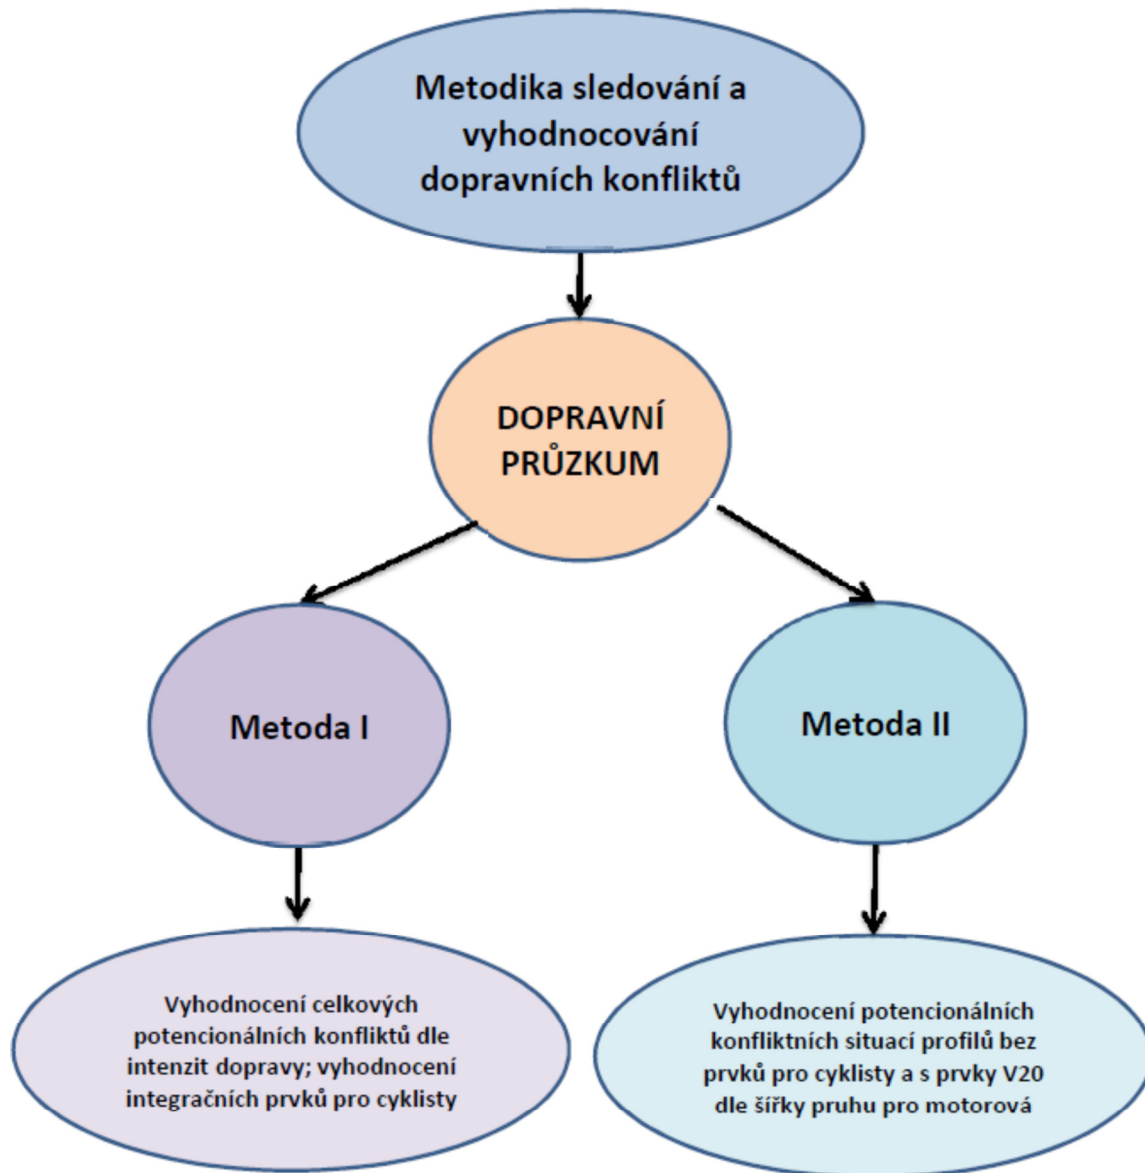 Metodika sledování a
vyhodnocování
dopravních konfliktů
DOPRAVNÍ
PRŮZKUM
Metoda I
Metoda II
Vyhodnocení celkových
potencionálních konfliktů dle
intenzit dopravy; vyhodnocení
integračních prvků pro cyklisty
Vyhodnocení potencionálních
konfliktních situací profilů bez
prvků pro cyklisty a s prvky V20
dle šířky pruhu pro motorová